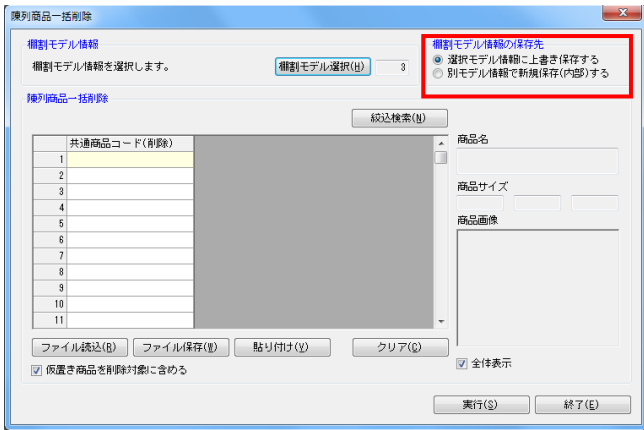 陳列商品一括削除
棚割モデル情報
棚割モデル情報を選択します。
棚割モデル選択(H)
3
棚割モデル情報の保存先
選択モデル情報に上書き保存する
別モデル情報で新規保存(内部)する
陳列商品一括削除
絞込検索(N)
共通商品コード(削除)
1
2
3
4
5
6
7
8
9
10
11
商品名
商品サイズ
商品画像
ファイル読込(R)
ファイル保存(W)
貼り付け(V)
クリア(C)
全体表示
仮置き商品を削除対象に含める
実行(S)
終了(E)